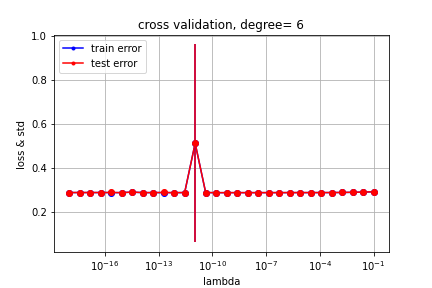 cross validation, degree= 6
train error
test error
loss & std
1.0
0.8
0.6
0.4
0.2
10⁻¹⁶
10⁻¹³
10⁻¹⁰
10⁻⁷
10⁻⁴
10⁻¹
lambda